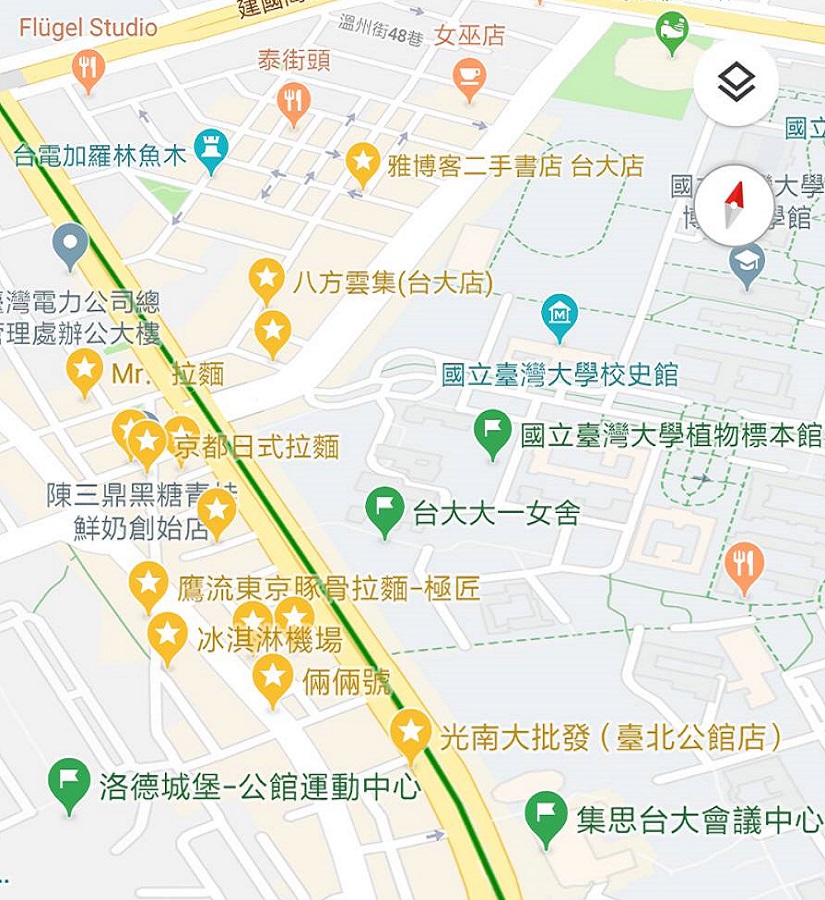 建國
Flügel Studio
溫州街48巷
女巫店
泰街頭
台電加羅林魚木
雅博客二手書店 台大店
國立
國
大學
博
學館
八方雲集(台大店)
臺灣電力公司總
管理處辦公大樓
Mr. 拉麵
國立臺灣大學校史館
國立臺灣大學植物標本館
京都日式拉麵
陳三鼎黑糖青蛙
鮮奶創始店
台大大一女舍
鷹流東京豚骨拉麵-極匠
冰淇淋機場
倆倆號
光南大批發（臺北公館店）
洛德城堡-公館運動中心
集思台大會議中心